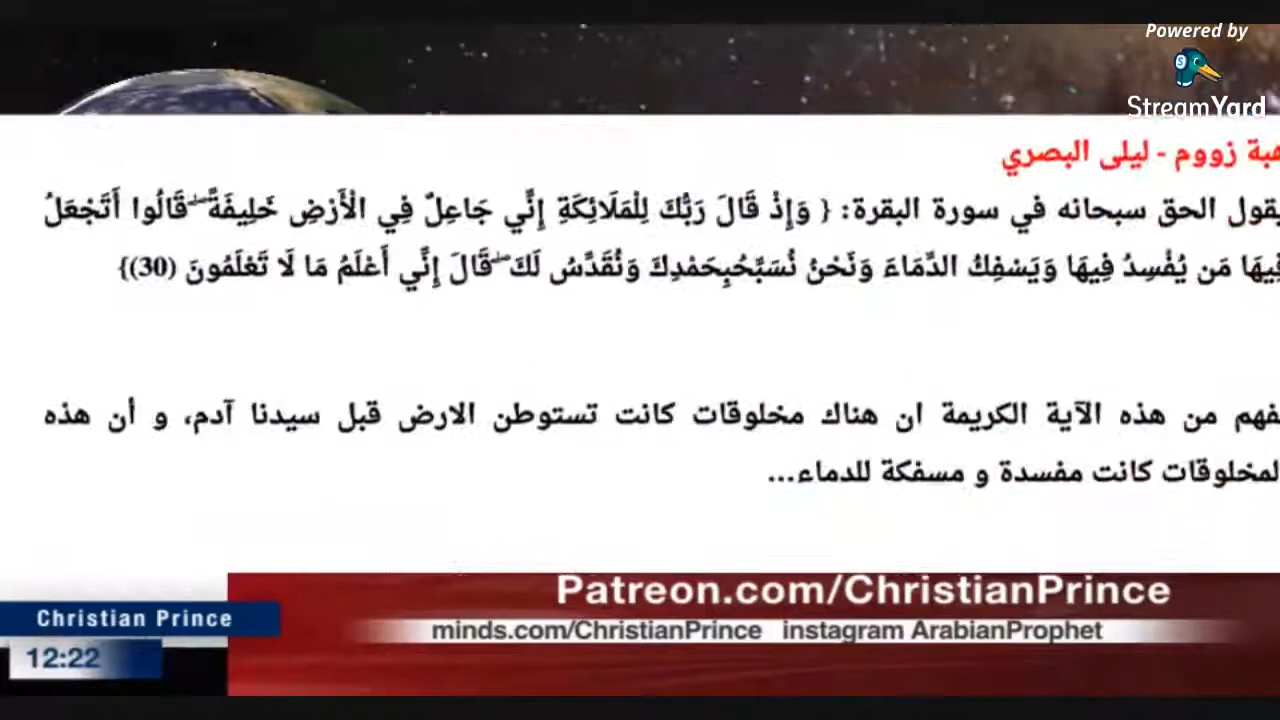 Powered by
StreamYard
هبة زووم - ليلى البصري
يقول الحق سبحانه في سورة البقرة: { وَإِذْ قَالَ رَبُّكَ لِلْمَلَائِكَةِ إِنِّي جَاعِلٌ فِي الْأَرْضِ خَلِيفَةً ۖ قَالُوا أَتَجْعَلُ
فِيهَا مَن يُفْسِدُ فِيهَا وَيَسْفِكُ الدِّمَاءَ وَنَحْنُ نُسَبِّحُبِحَمْدِكَ وَنُقَدِّسُ لَكَ ۖ قَالَ إِنِّي أَعْلَمُ مَا لَا تَعْلَمُونَ (30)}
نفهم من هذه الآية الكريمة ان هناك مخلوقات كانت تستوطن الارض قبل سيدنا آدم، و أن هذه
المخلوقات كانت مفسدة و مسفكة للدماء...
Patreon.com/ChristianPrince
Christian Prince
minds.com/ChristianPrince instagram ArabianProphet
12:22